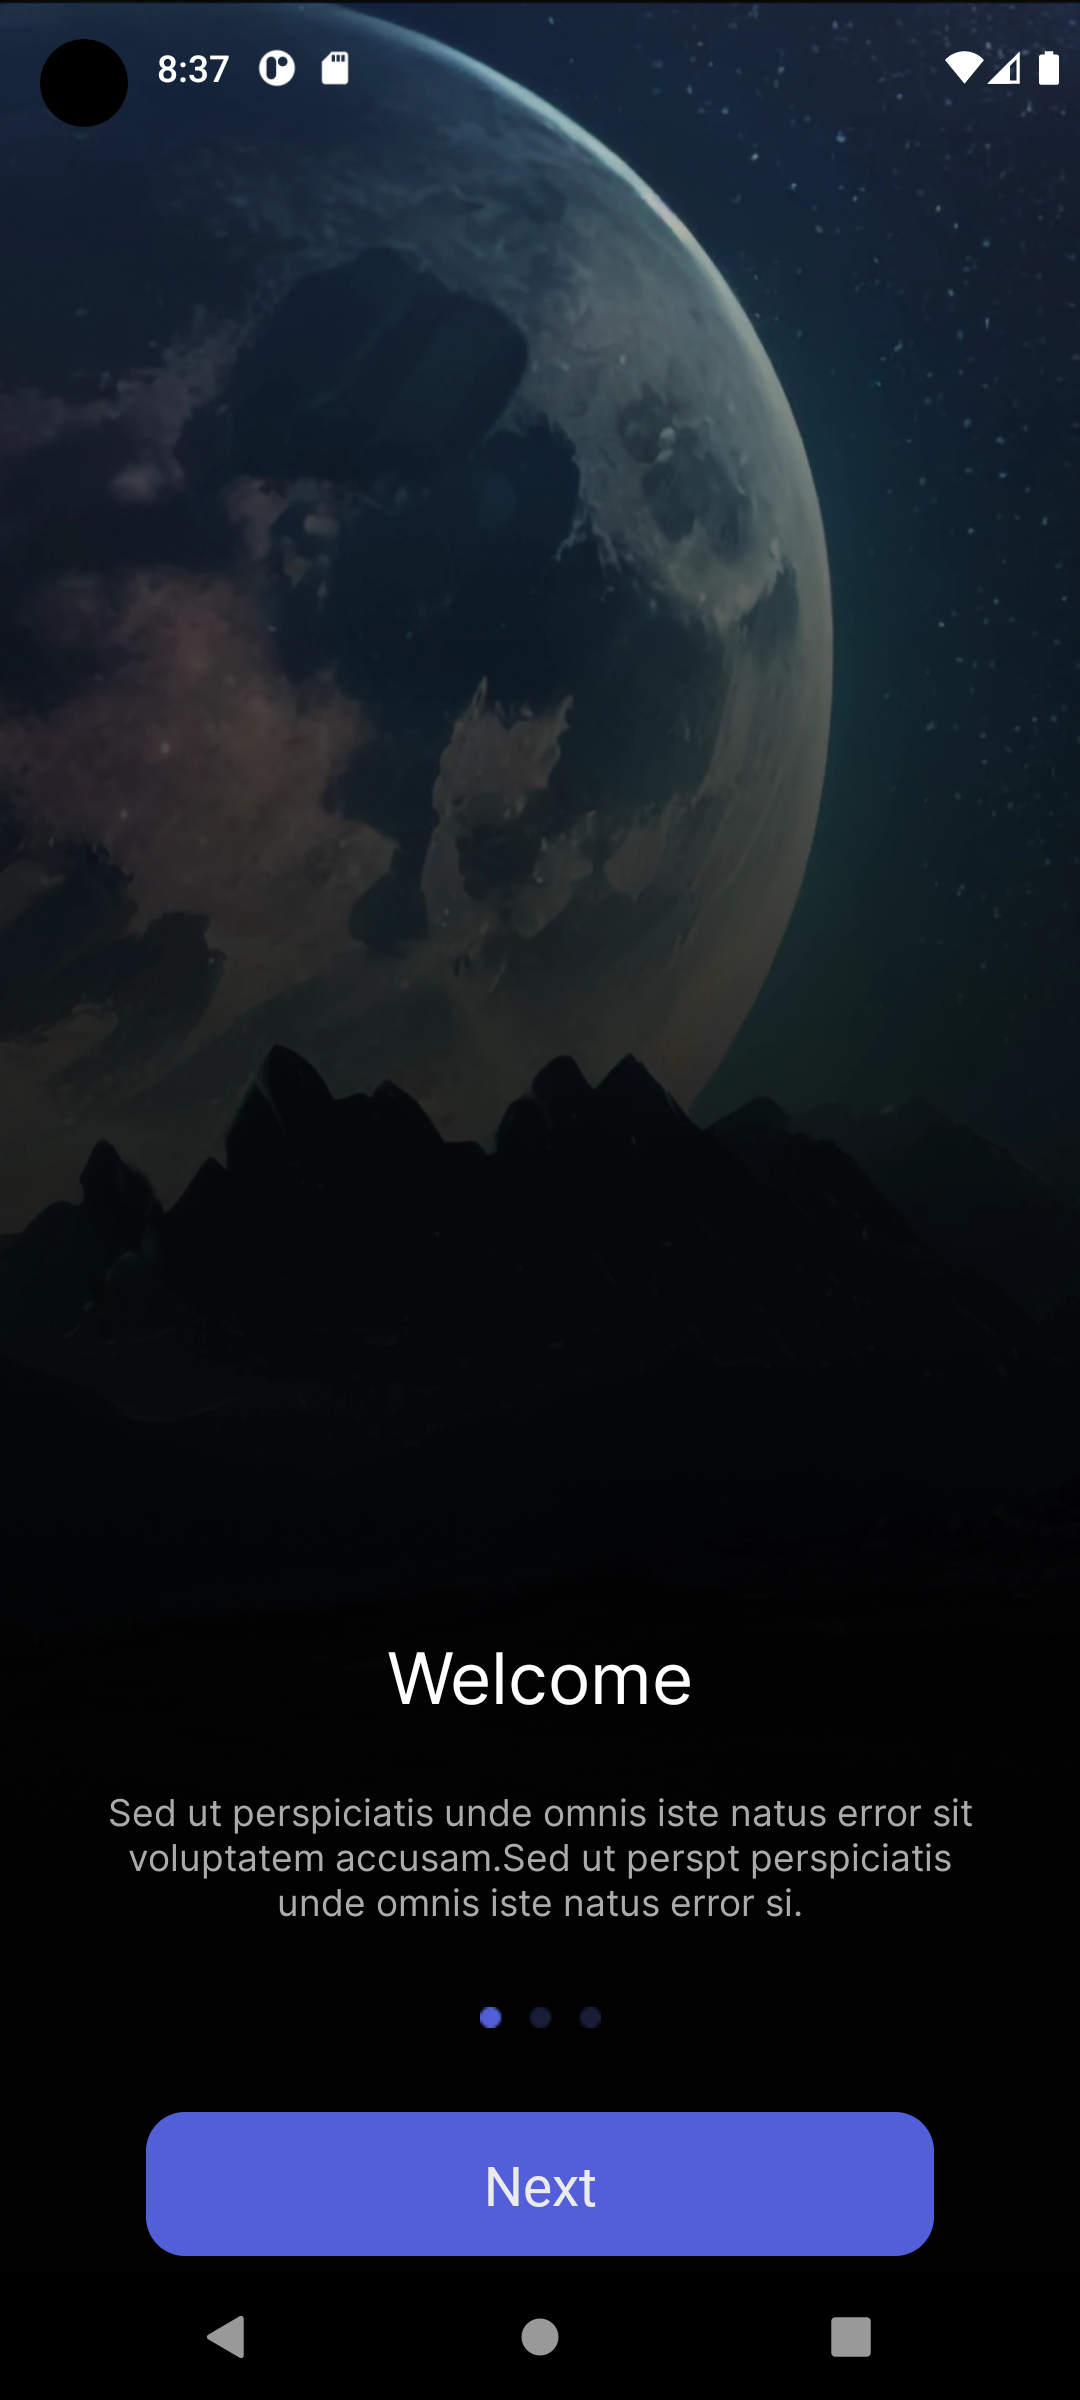 8:37
Welcome
Sed ut perspiciatis unde omnis iste natus error sit
voluptatem accusam.Sed ut perspt perspiciatis
unde omnis iste natus error si.
Next